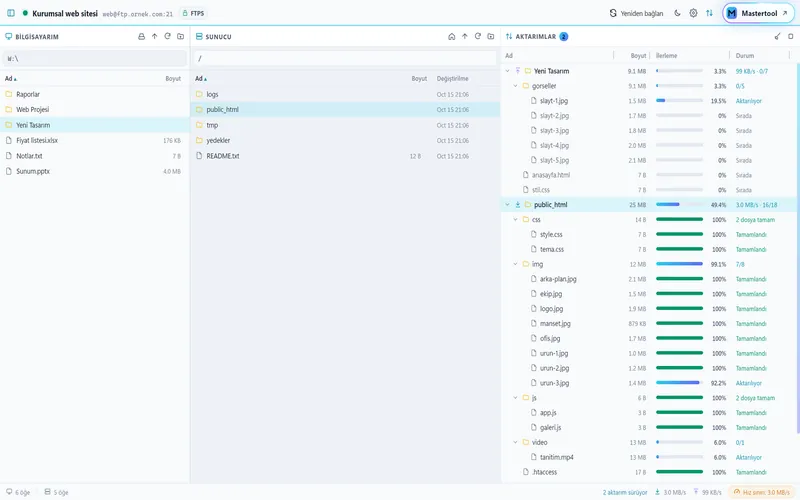 Kurumsal web sitesi web@ftp.ornek.com:21 FTPS Yeniden bağlan Mastertool
BİLGİSAYARIM
W:\
Ad Boyut
Raporlar
Web Projesi
Yeni Tasarım
Fiyat listesi.xlsx 176 KB
Notlar.txt 7 B
Sunum.pptx 4.0 MB
SUNUCU
/
Ad Boyut Değiştirilme
logs Oct 15 21:06
public_html Oct 15 21:06
tmp Oct 15 21:06
yedekler Oct 15 21:06
README.txt 12 B Oct 15 21:06
AKTARIMLAR 2
Ad Boyut İlerleme Durum
Yeni Tasarım 9.1 MB 3.3% 99 KB/s · 0/7
gorseller 9.1 MB 3.3% 0/5
slayt-1.jpg 1.5 MB 19.5% Aktarılıyor
slayt-2.jpg 1.7 MB 0% Sırada
slayt-3.jpg 1.8 MB 0% Sırada
slayt-4.jpg 2.0 MB 0% Sırada
slayt-5.jpg 2.1 MB 0% Sırada
anasayfa.html 7 B 0% Sırada
stil.css 7 B 0% Sırada
public_html 25 MB 49.4% 3.0 MB/s · 16/18
css 14 B 100% 2 dosya tamam
style.css 7 B 100% Tamamlandı
tema.css 7 B 100% Tamamlandı
img 12 MB 99.1% 7/8
arka-plan.jpg 2.1 MB 100% Tamamlandı
ekip.jpg 1.5 MB 100% Tamamlandı
logo.jpg 1.9 MB 100% Tamamlandı
manset.jpg 879 KB 100% Tamamlandı
ofis.jpg 1.7 MB 100% Tamamlandı
urun-1.jpg 1.0 MB 100% Tamamlandı
urun-2.jpg 1.2 MB 100% Tamamlandı
urun-3.jpg 1.4 MB 92.2% Aktarılıyor
js 6 B 100% 2 dosya tamam
app.js 3 B 100% Tamamlandı
galeri.js 3 B 100% Tamamlandı
video 13 MB 6.0% 0/1
tanitim.mp4 13 MB 6.0% Aktarılıyor
.htaccess 17 B 100% Tamamlandı
6 öğe 5 öğe 2 aktarım sürüyor 3.0 MB/s 99 KB/s Hız sınırı: 3.0 MB/s